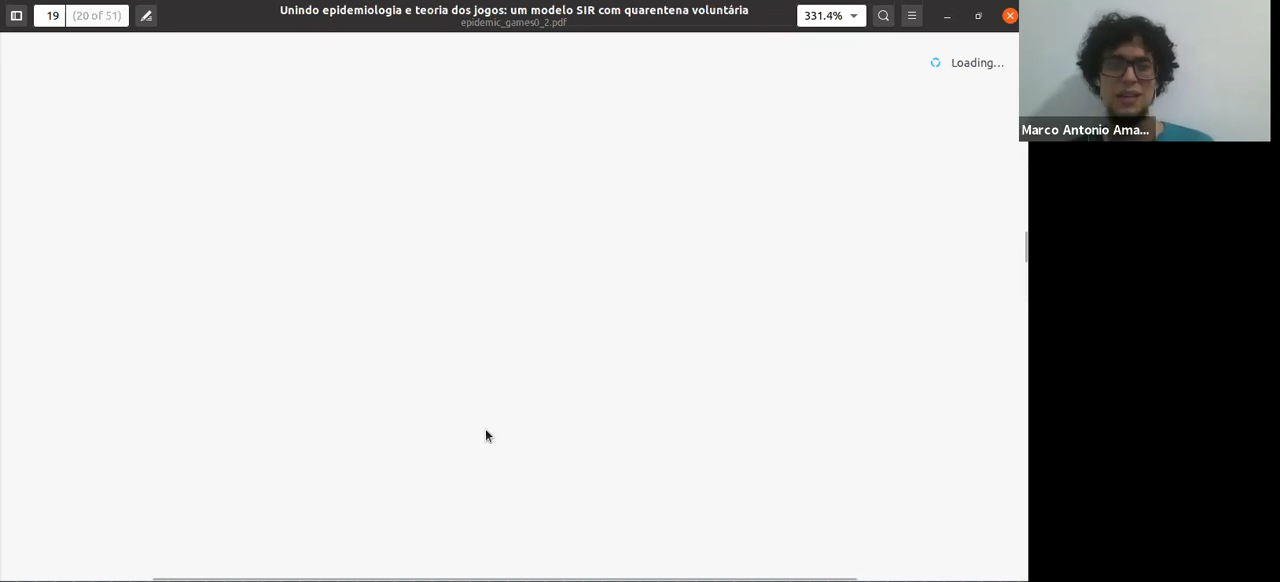 19 (20 of 51)
Unindo epidemiologia e teoria dos jogos: um modelo SIR com quarentena voluntária
epidemic_games0_2.pdf
331.4%
Loading...
Marco Antonio Ama...